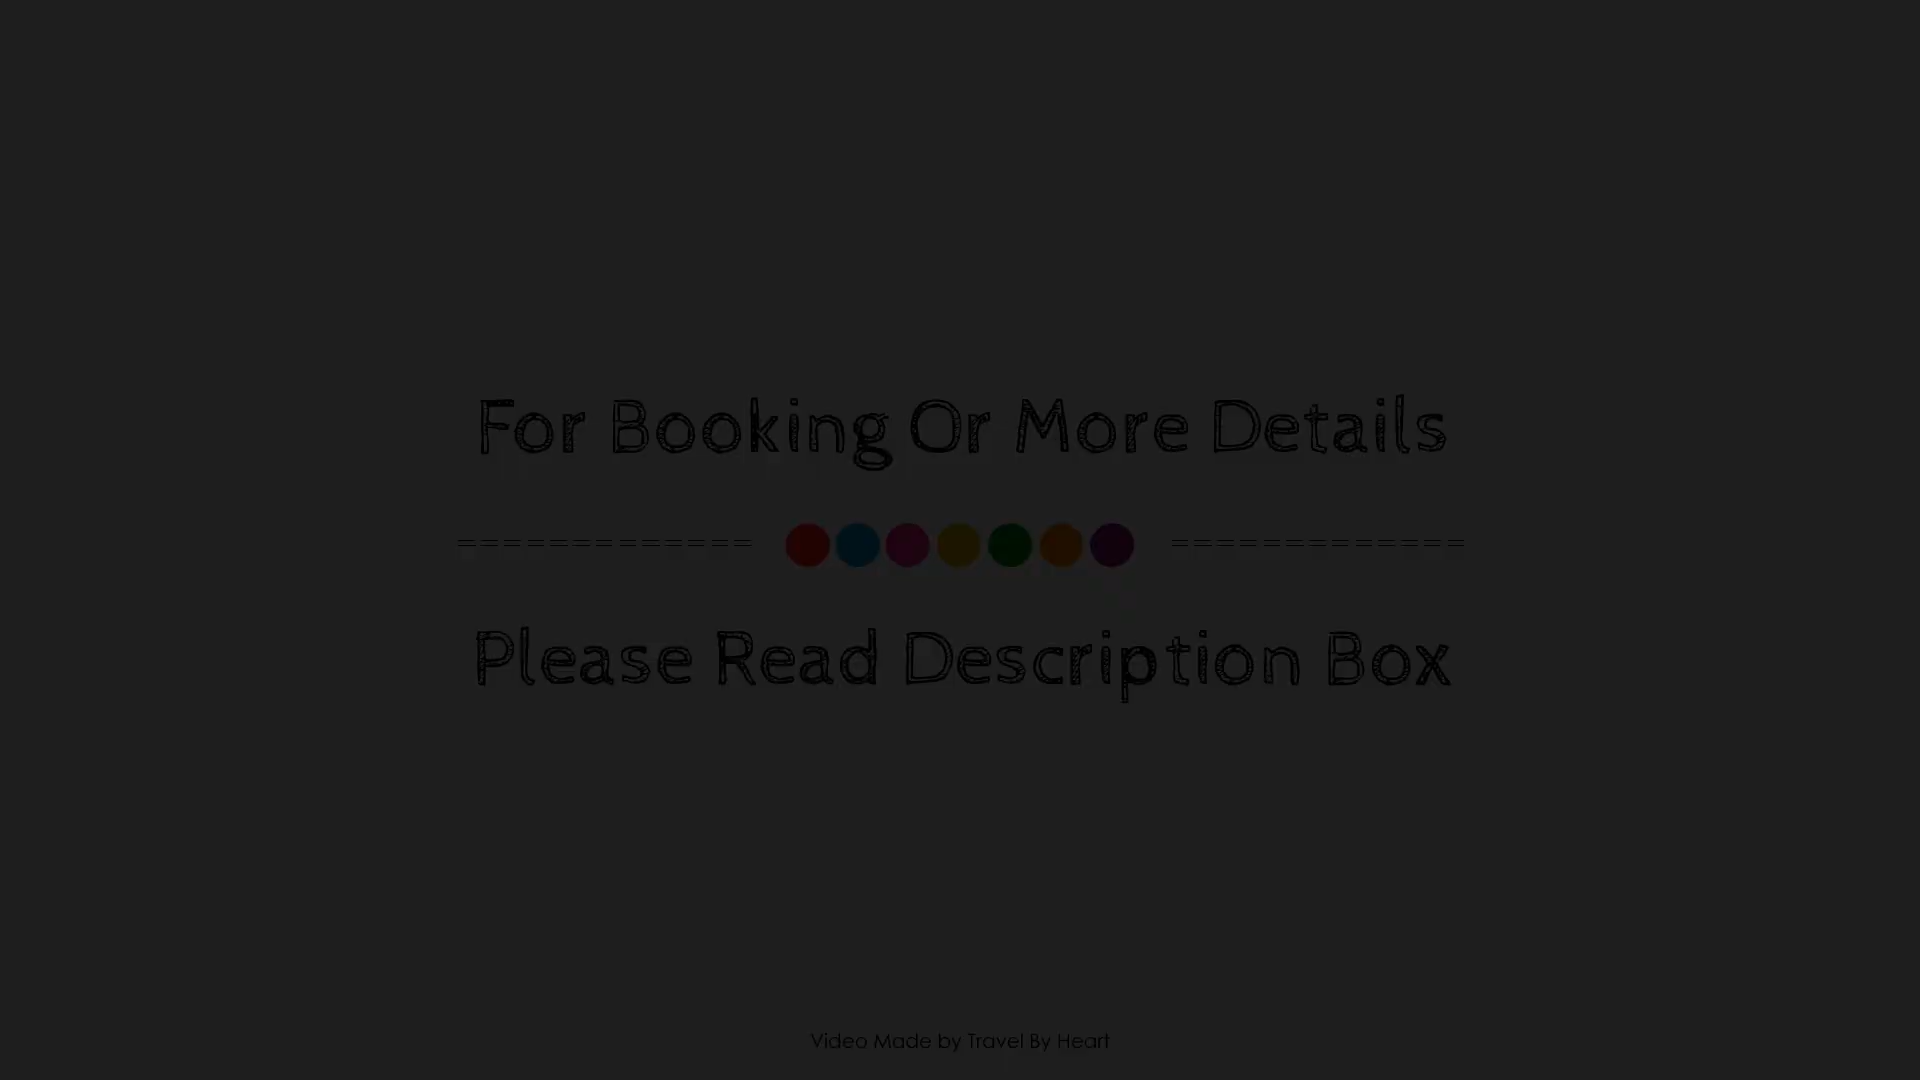 For Booking Or More Details
============= =============
Please Read Description Box
Video Made by Travel By Heart